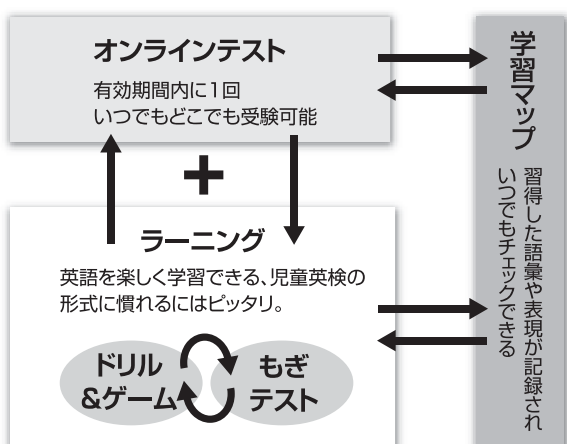 オンラインテスト
有効期間内に1回
いつでもどこでも受験可能
+
ラーニング
英語を楽しく学習できる、児童英検の
形式に慣れるにはピッタリ。
ドリル
&ゲーム
もぎ
テスト
学習マップ
習得した語彙や表現が記録され
いつでもチェックできる